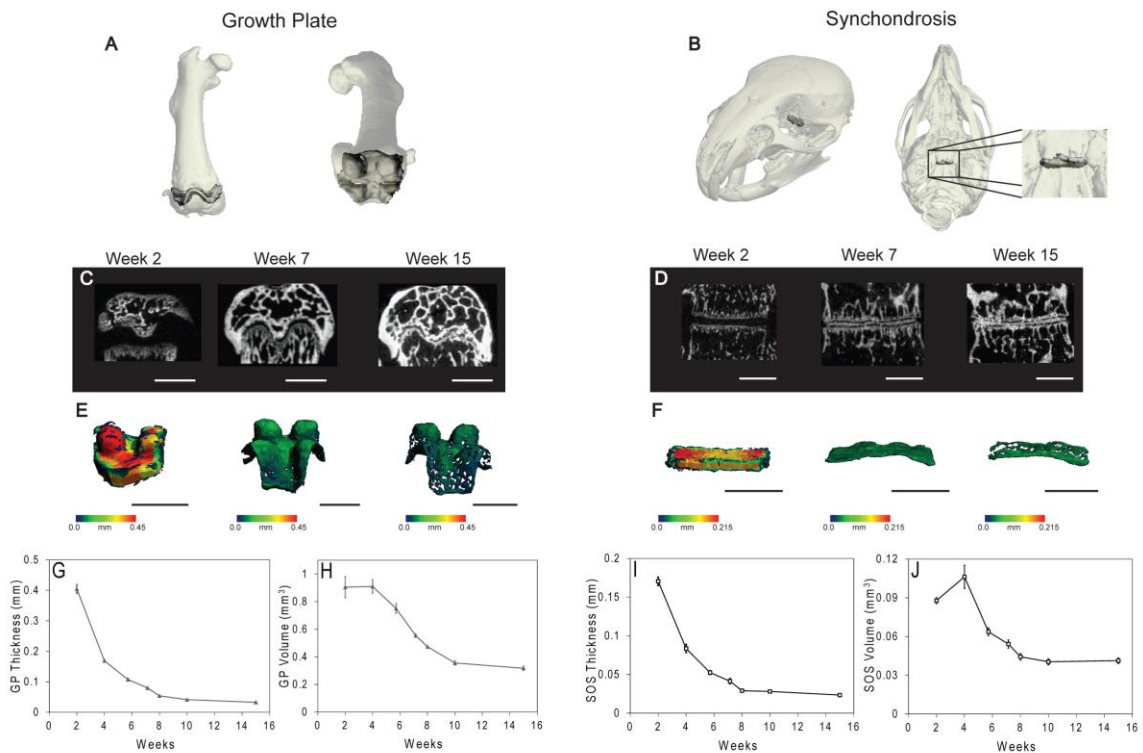 Growth Plate
Synchondrosis
A
B
Week 2 Week 7 Week 15
C
Week 2 Week 7 Week 15
D
E
0.0 mm 0.45 0.0 mm 0.45 0.0 mm 0.45
F
0.0 mm 0.215 0.0 mm 0.215 0.0 mm 0.215
G
GP Thickness (mm)
0.5
0.4
0.3
0.2
0.1
0
0 2 4 6 8 10 12 14 16
H
GP Volume (mm³)
1
0.8
0.6
0.4
0.2
0
0 2 4 6 8 10 12 14 16
Weeks
I
SOS Thickness (mm)
0.2
0.15
0.1
0.05
0
0 2 4 6 8 10 12 14 16
J
SOS Volume (mm³)
0.12
0.09
0.06
0.03
0
0 2 4 6 8 10 12 14 16
Weeks